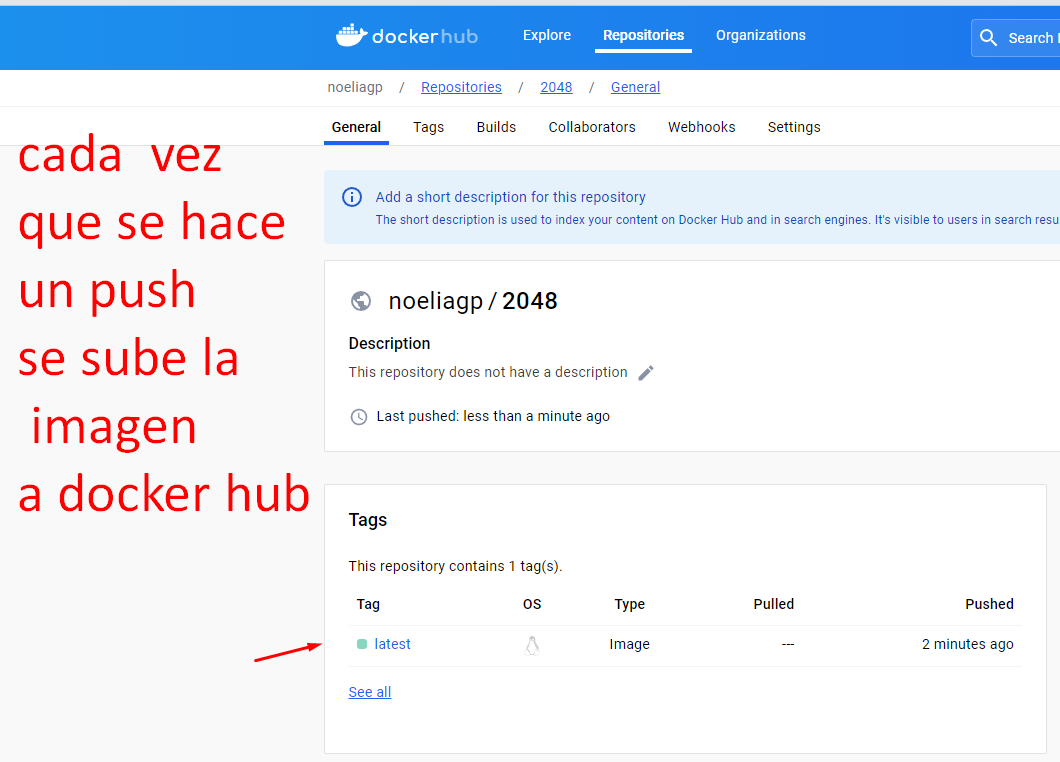 dockerhub
Explore
Repositories
Organizations
Search
noeliagp / Repositories / 2048 / General
General
Tags
Builds
Collaborators
Webhooks
Settings
cada vez
que se hace
un push
se sube la
imagen
a docker hub
Add a short description for this repository
The short description is used to index your content on Docker Hub and in search engines. It's visible to users in search resu
noeliagp / 2048
Description
This repository does not have a description
Last pushed: less than a minute ago
Tags
This repository contains 1 tag(s).
Tag OS Type Pulled Pushed
latest Image --- 2 minutes ago
See all